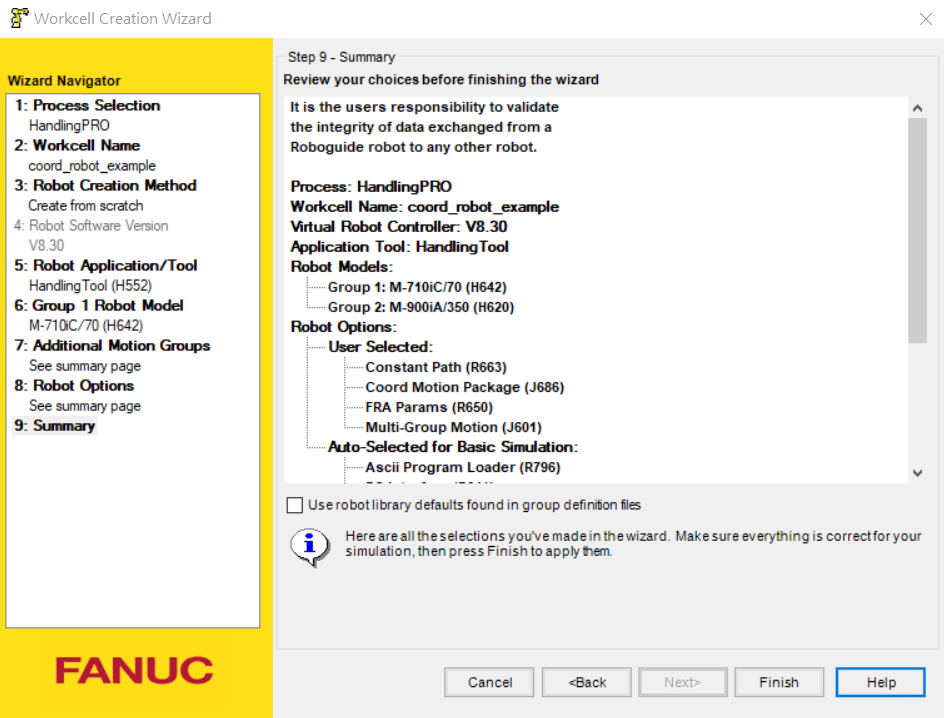 Workcell Creation Wizard
Wizard Navigator
1: Process Selection
HandlingPRO
2: Workcell Name
coord_robot_example
3: Robot Creation Method
Create from scratch
4: Robot Software Version
V8.30
5: Robot Application/Tool
HandlingTool (H552)
6: Group 1 Robot Model
M-710iC/70 (H642)
7: Additional Motion Groups
See summary page
8: Robot Options
See summary page
9: Summary
FANUC
Step 9 - Summary
Review your choices before finishing the wizard
It is the users responsibility to validate
the integrity of data exchanged from a
Roboguide robot to any other robot.
Process: HandlingPRO
Workcell Name: coord_robot_example
Virtual Robot Controller: V8.30
Application Tool: HandlingTool
Robot Models:
Group 1: M-710iC/70 (H642)
Group 2: M-900iA/350 (H620)
Robot Options:
User Selected:
Constant Path (R663)
Coord Motion Package (J686)
FRA Params (R650)
Multi-Group Motion (J601)
Auto-Selected for Basic Simulation:
Ascii Program Loader (R796)
Use robot library defaults found in group definition files
Here are all the selections you've made in the wizard. Make sure everything is correct for your
simulation, then press Finish to apply them.
Cancel
<Back
Next>
Finish
Help